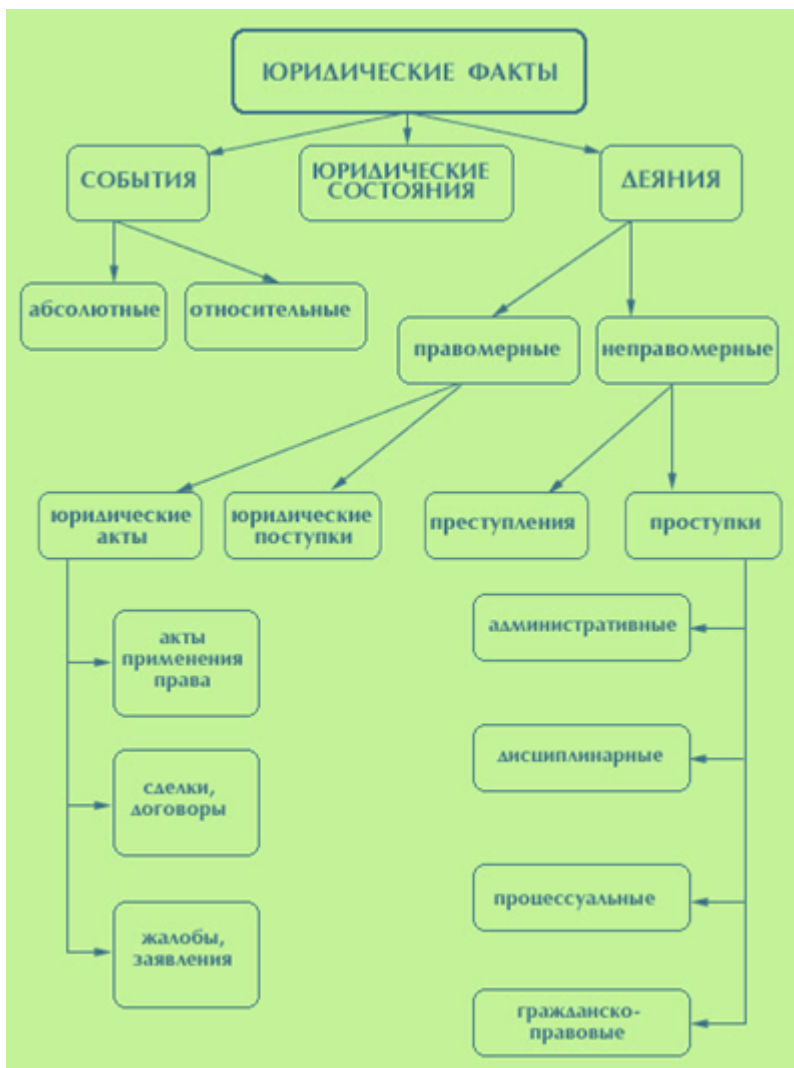 ЮРИДИЧЕСКИЕ ФАКТЫ
СОБЫТИЯ
ЮРИДИЧЕСКИЕ
СОСТОЯНИЯ
ДЕЯНИЯ
абсолютные
относительные
правомерные
неправомерные
юридические
акты
юридические
поступки
преступления
проступки
акты
применения
права
сделки,
договоры
жалобы,
заявления
административные
дисциплинарные
процессуальные
гражданско-
правовые